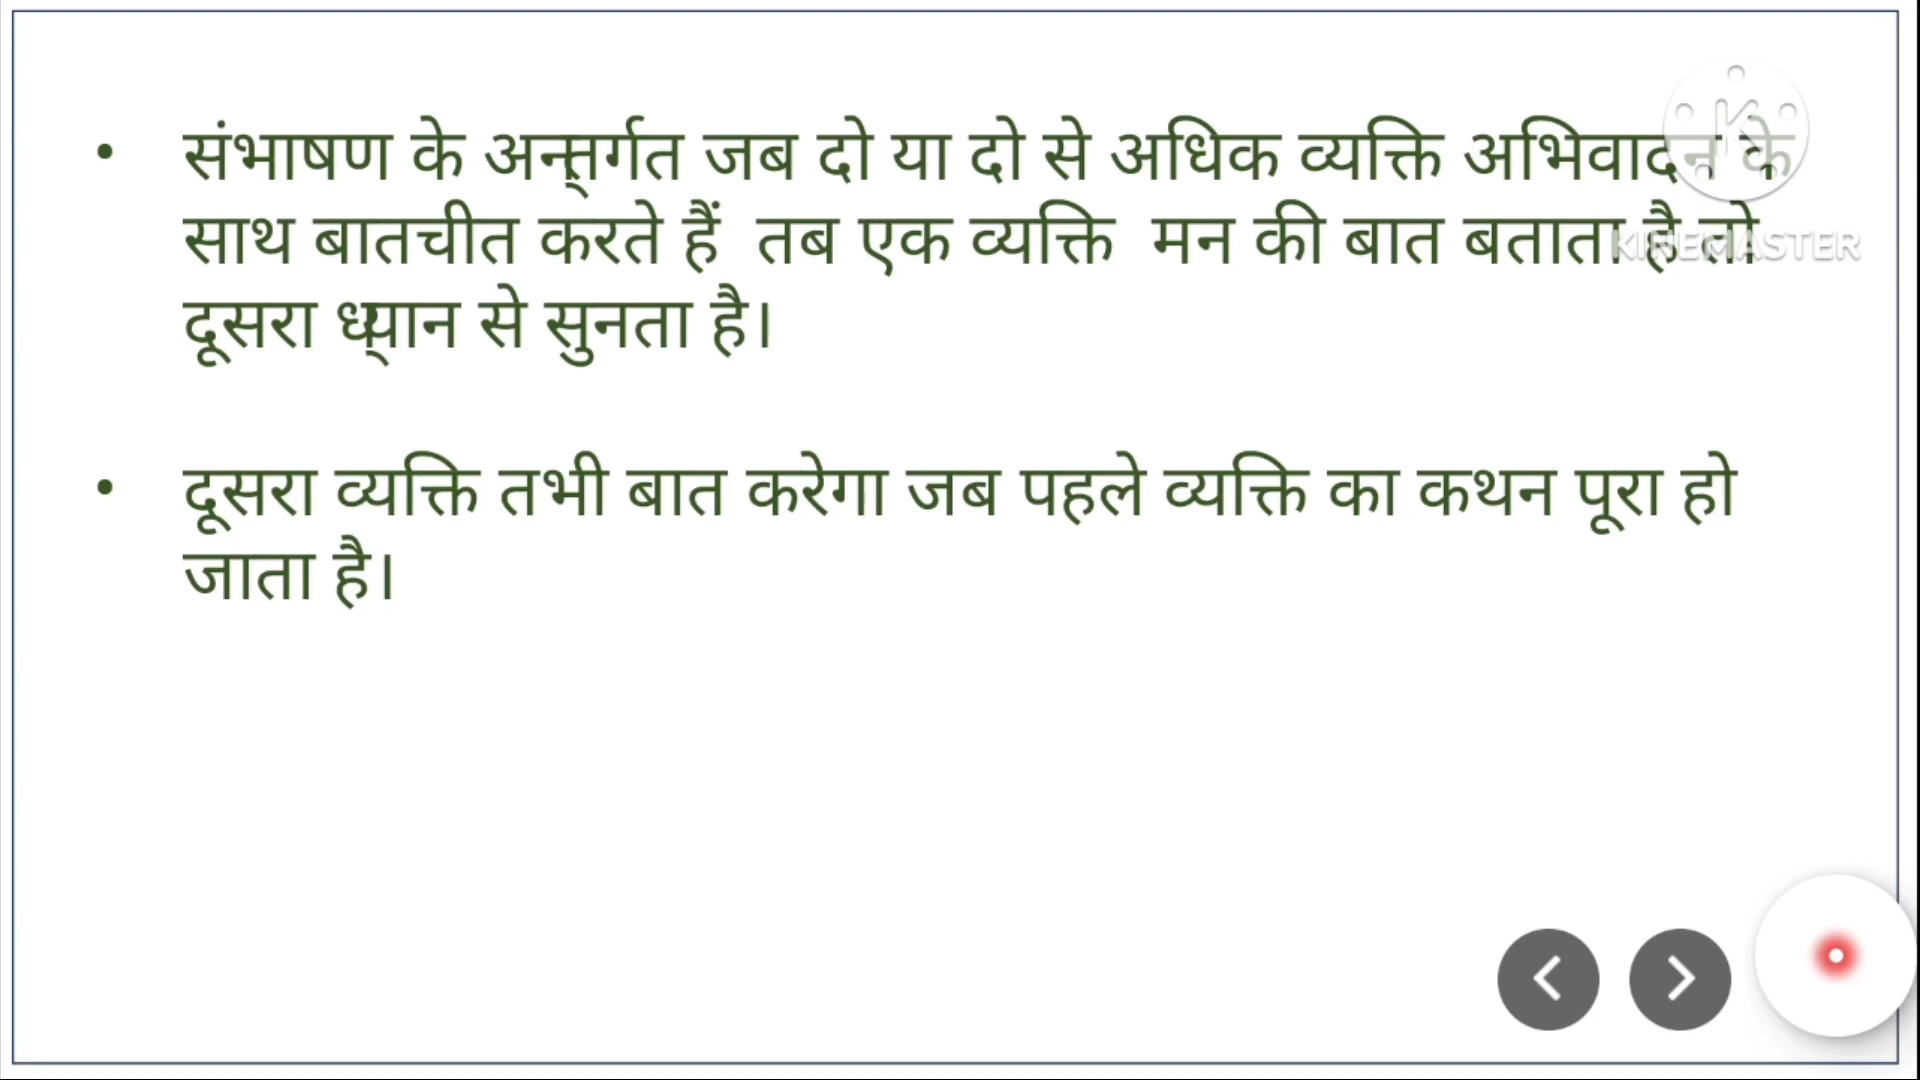 • संभाषण के अन्तर्गत जब दो या दो से अधिक व्यक्ति अभिवादन के
साथ बातचीत करते हैं तब एक व्यक्ति मन की बात बताता है तो
KINEMASTER
दूसरा ध्यान से सुनता है।
• दूसरा व्यक्ति तभी बात करेगा जब पहले व्यक्ति का कथन पूरा हो
जाता है।